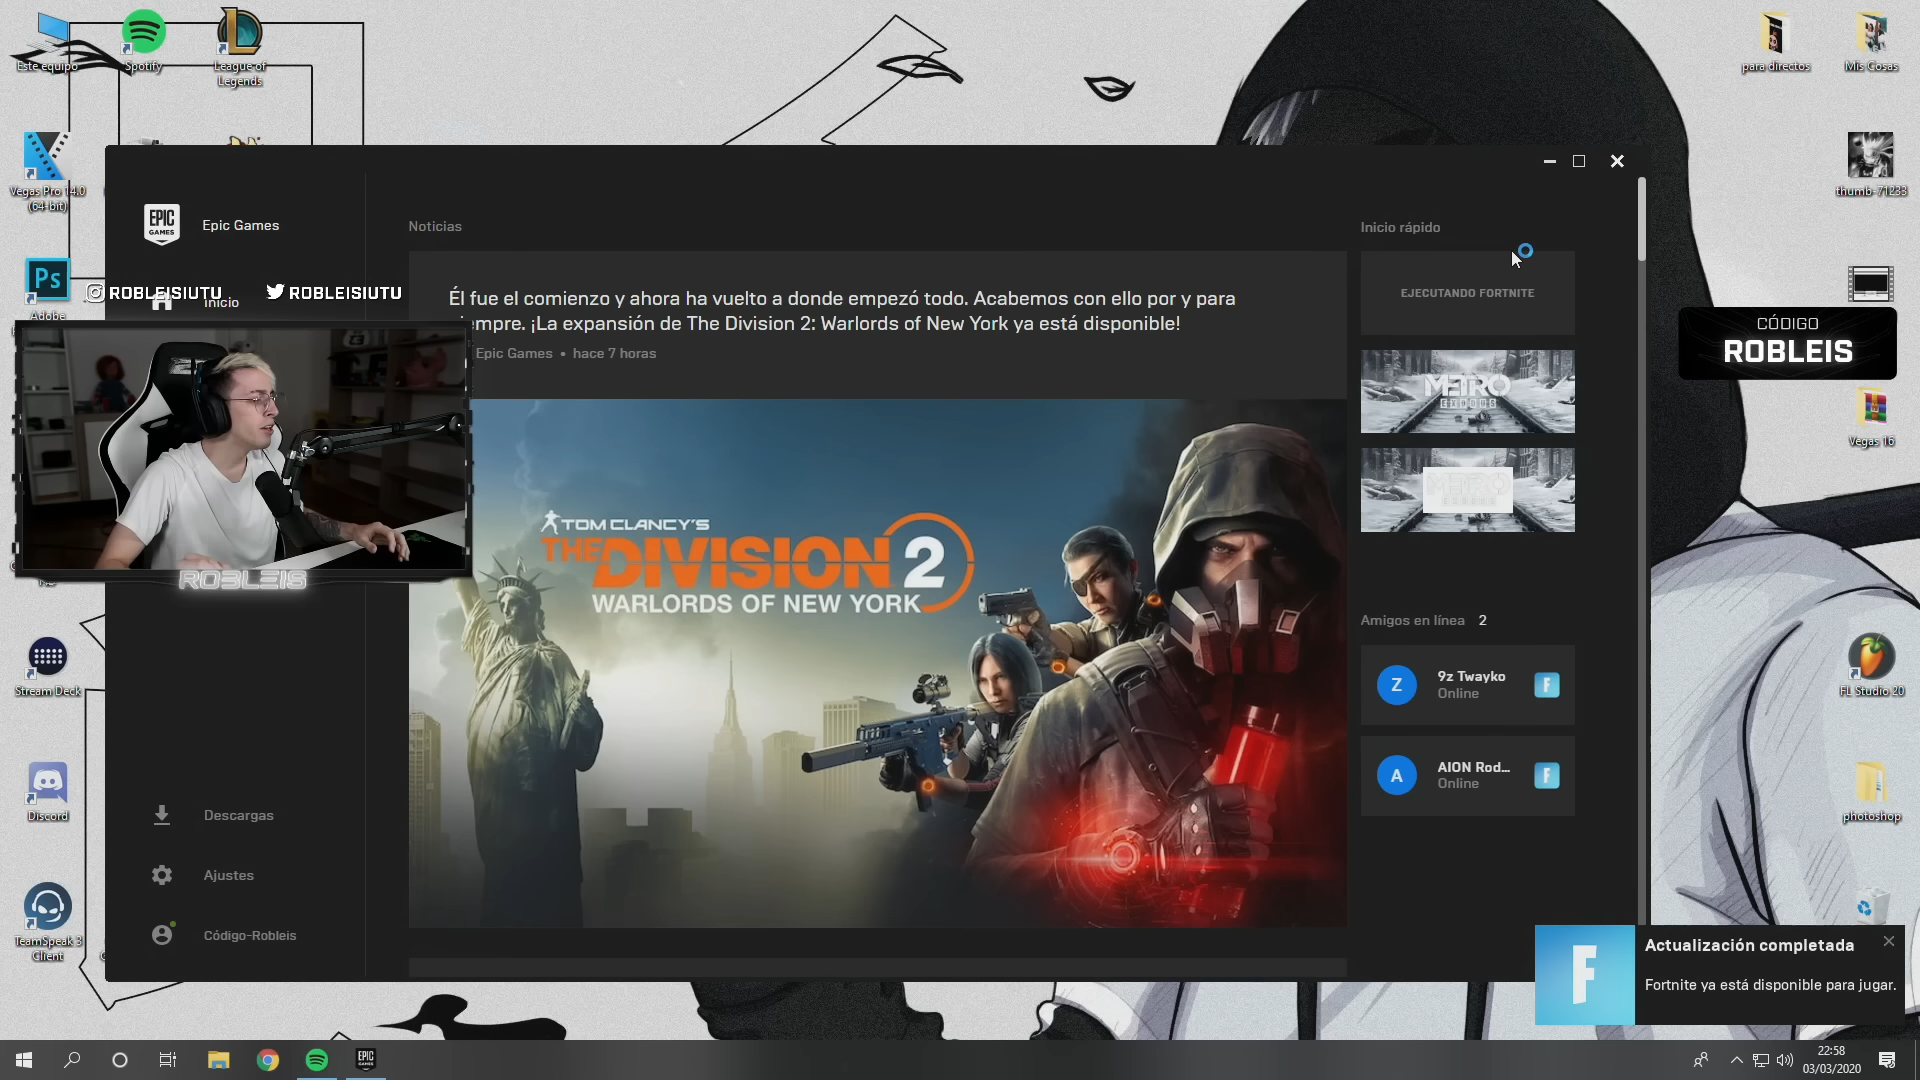 Este equipo
Spotify
League of
Legends
para directos
Mis Cosas
Vegas Pro 14.0
(64-bit)
thumb-71233
EPIC
GAMES
Epic Games
Noticias
Inicio rápido
Ps
Adobe
ROBLEISIUTU
ROBLEISIUTU
Inicio
Él fue el comienzo y ahora ha vuelto a donde empezó todo. Acabemos con ello por y para
iempre. ¡La expansión de The Division 2: Warlords of New York ya está disponible!
Epic Games • hace 7 horas
EJECUTANDO FORTNITE
CÓDIGO
ROBLEIS
METRO
EXODUS
Vegas 16
TOM CLANCY'S
THE DIVISION 2
WARLORDS OF NEW YORK
ROBLEIS
Amigos en línea 2
Z
9z Twayko
Online
F
A
AION Rod...
Online
F
Stream Deck
FL Studio 20
Discord
photoshop
Descargas
Ajustes
Código-Robleis
TeamSpeak 3
Client
F
Actualización completada
Fortnite ya está disponible para jugar.
EPIC
GAMES
22:58
03/03/2020